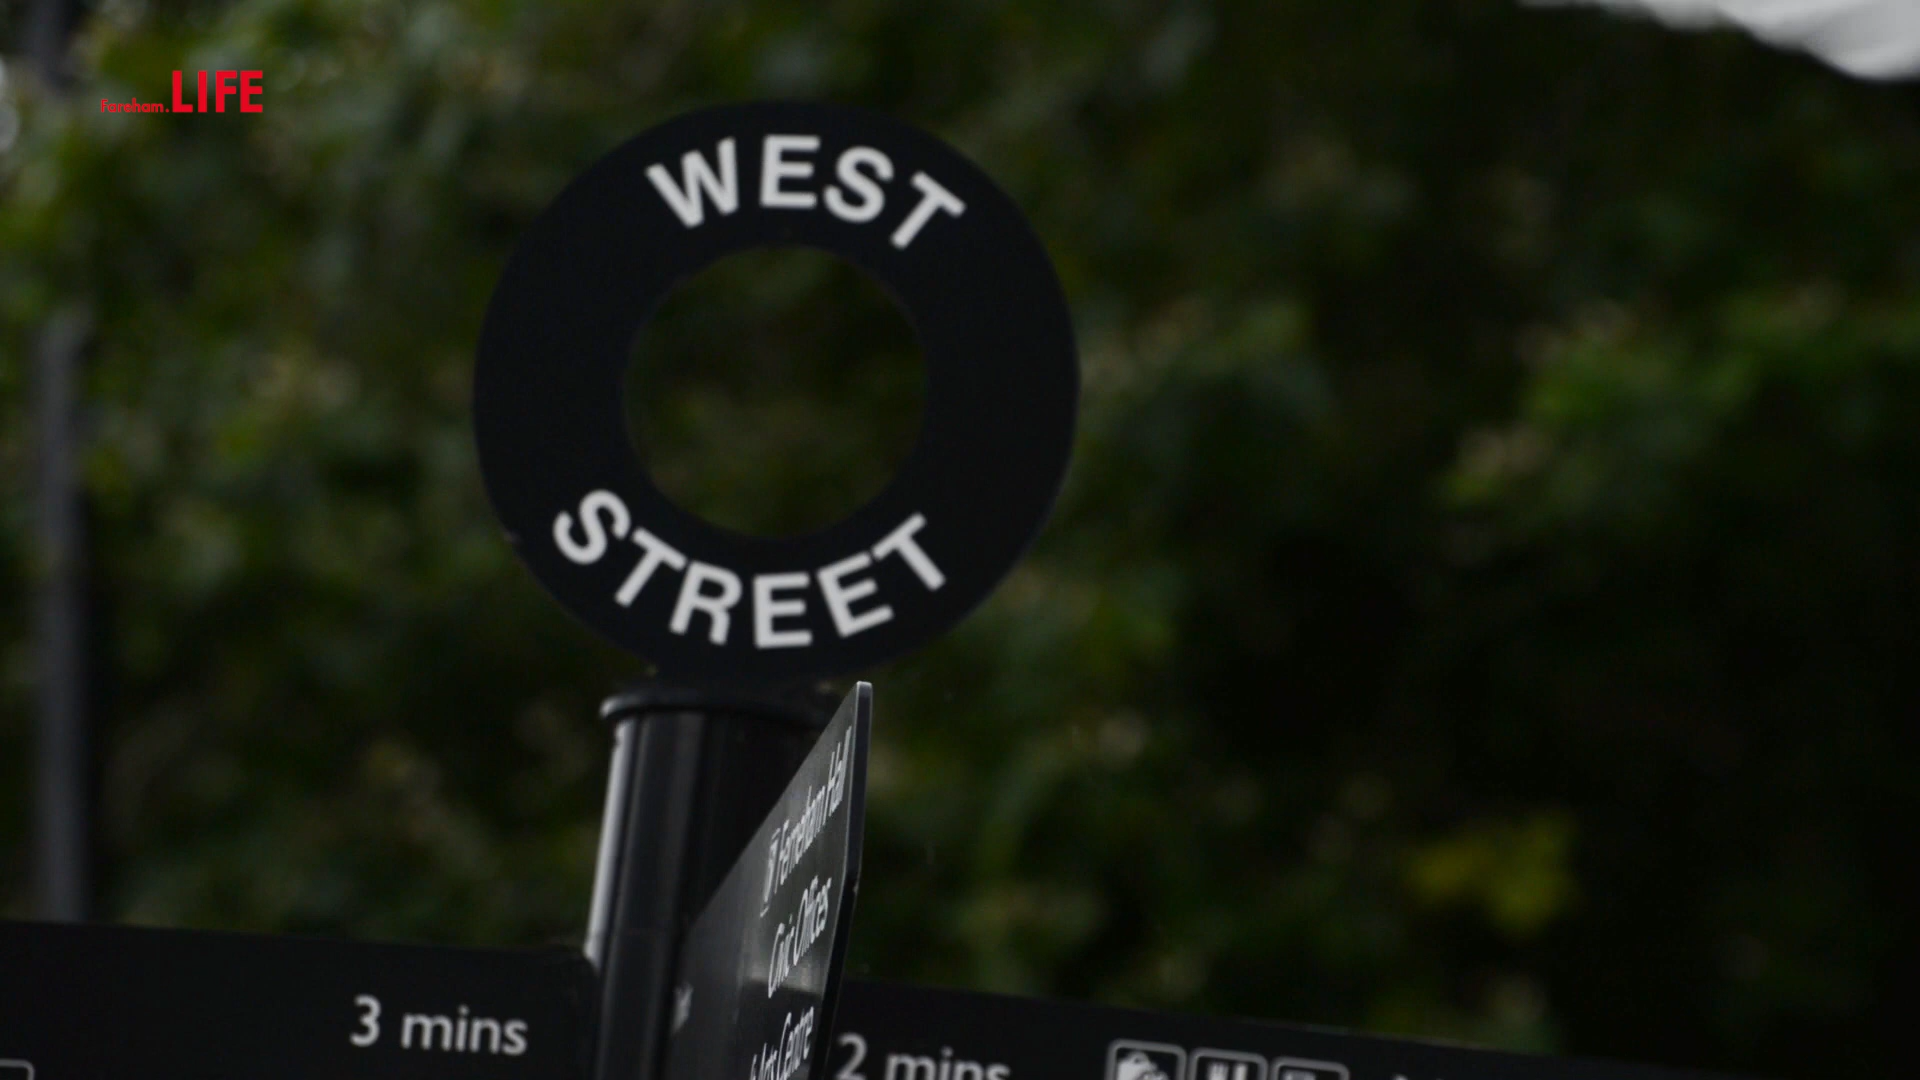 Fareham.LIFE
WEST
STREET
Ferneham Hall
Civic Offices
Arts Centre
3 mins
2 mins